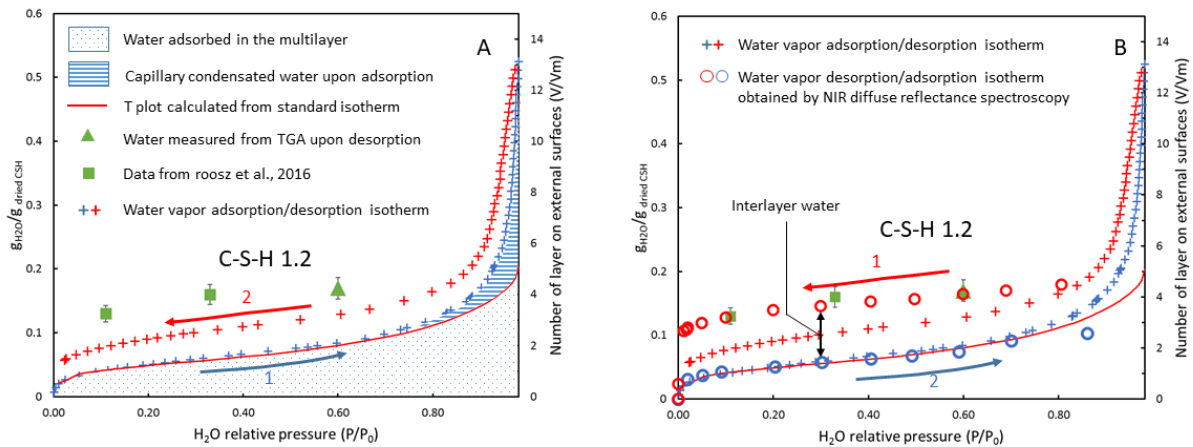 A
0.6
0.5
0.4
0.3
0.2
0.1
0
g H2O/g dried CSH
Water adsorbed in the multilayer
Capillary condensated water upon adsorption
T plot calculated from standard isotherm
Water measured from TGA upon desorption
Data from roosz et al., 2016
Water vapor adsorption/desorption isotherm
C-S-H 1.2
2
1
14
12
10
8
6
4
2
0
Number of layer on external surfaces (V/Vm)
0.00
0.20
0.40
0.60
0.80
H2O relative pressure (P/P0)
B
0.6
0.5
0.4
0.3
0.2
0.1
0
g H2O/g dried CSH
Water vapor adsorption/desorption isotherm
Water vapor desorption/adsorption isotherm
obtained by NIR diffuse reflectance spectroscopy
Interlayer water
C-S-H 1.2
1
2
14
12
10
8
6
4
2
0
Number of layer on external surfaces (V/Vm)
0.00
0.20
0.40
0.60
0.80
H2O relative pressure (P/P0)